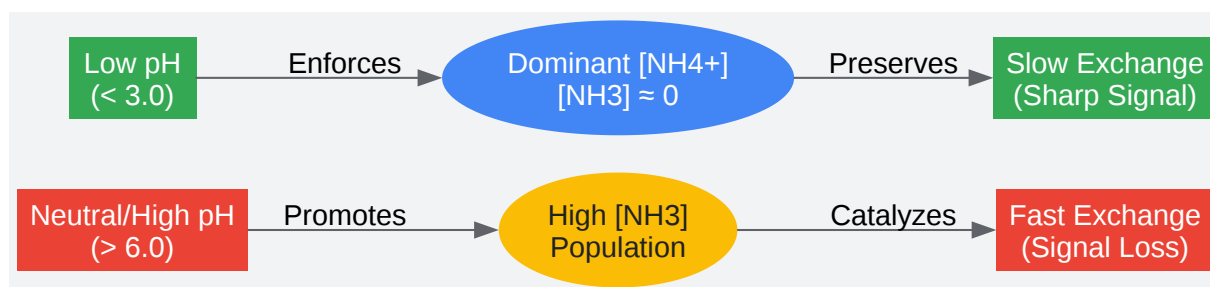 Low pH
(< 3.0)
Enforces
Dominant [NH4+]
[NH3] ≈ 0
Preserves
Slow Exchange
(Sharp Signal)
Neutral/High pH
(> 6.0)
Promotes
High [NH3]
Population
Catalyzes
Fast Exchange
(Signal Loss)